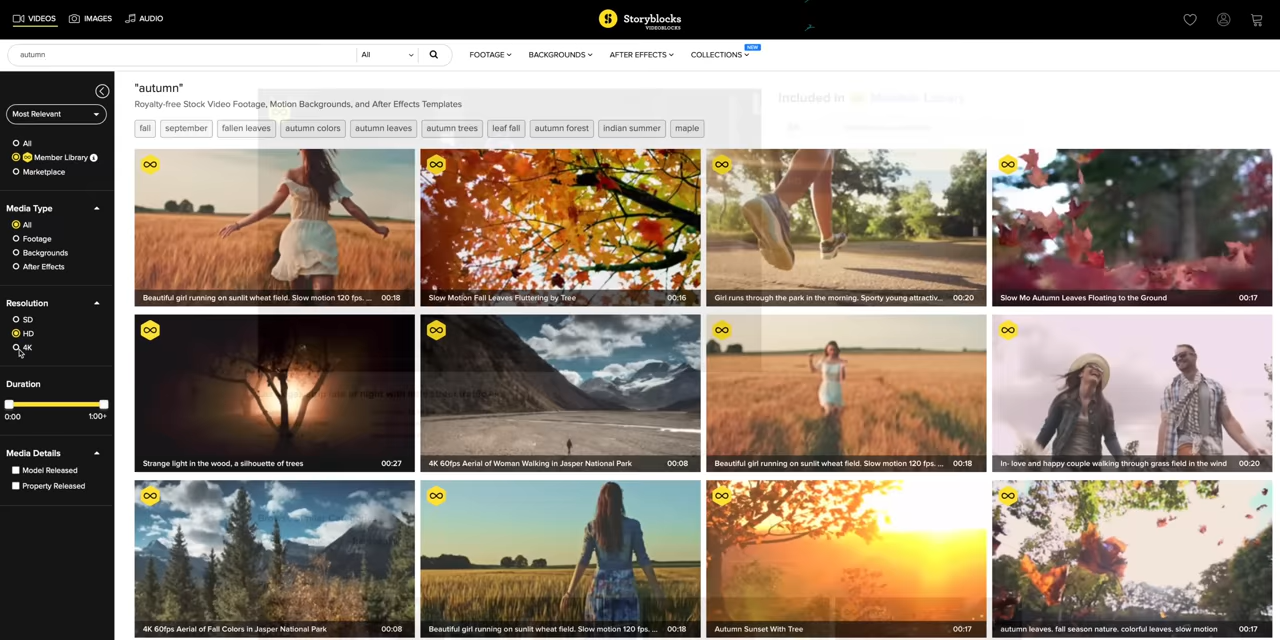 VIDEOS
IMAGES
AUDIO
Storyblocks
VIDEOBLOCKS
autumn
All
FOOTAGE
BACKGROUNDS
AFTER EFFECTS
COLLECTIONS
NEW
Most Relevant
All
Member Library
Marketplace
Media Type
All
Footage
Backgrounds
After Effects
Resolution
SD
HD
4K
Duration
0:00
1:00+
Media Details
Model Released
Property Released
"autumn"
Royalty-free Stock Video Footage, Motion Backgrounds, and After Effects Templates
Included in Member Library
fall
september
fallen leaves
autumn colors
autumn leaves
autumn trees
leaf fall
autumn forest
indian summer
maple
Beautiful girl running on sunlit wheat field. Slow motion 120 fps. ...
00:18
Slow Motion Fall Leaves Fluttering by Tree
00:16
Girl runs through the park in the morning. Sporty young attractiv...
00:20
Slow Mo Autumn Leaves Floating to the Ground
00:17
Strange light in the wood, a silhouette of trees
00:27
4K 60fps Aerial of Woman Walking in Jasper National Park
00:08
Beautiful girl running on sunlit wheat field. Slow motion 120 fps. ...
00:18
In- love and happy couple walking through grass field in the wind
00:20
4K 60fps Aerial of Fall Colors in Jasper National Park
00:08
Beautiful girl running on sunlit wheat field. Slow motion 120 fps. ...
00:18
Autumn Sunset With Tree
00:17
autumn leaves. fall season nature. colorful leaves. slow motion
00:17